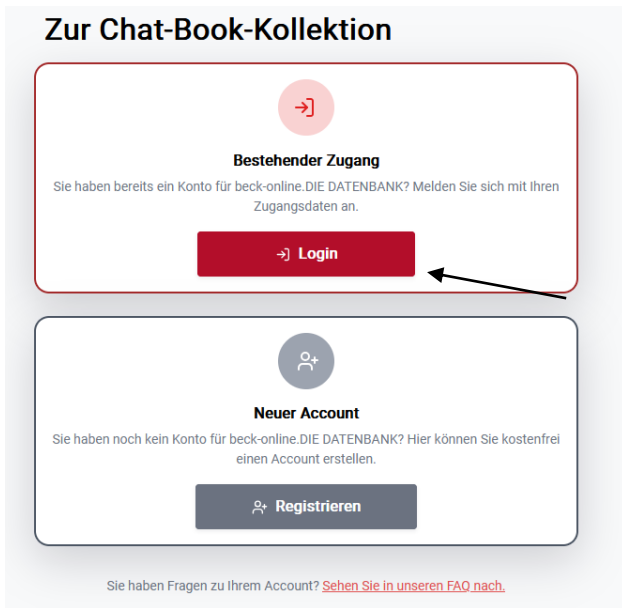 Zur Chat-Book-Kollektion
Bestehender Zugang
Sie haben bereits ein Konto für beck-online.DIE DATENBANK? Melden Sie sich mit Ihren
Zugangsdaten an.
Login
Neuer Account
Sie haben noch kein Konto für beck-online.DIE DATENBANK? Hier können Sie kostenfrei
einen Account erstellen.
Registrieren
Sie haben Fragen zu Ihrem Account? Sehen Sie in unseren FAQ nach.